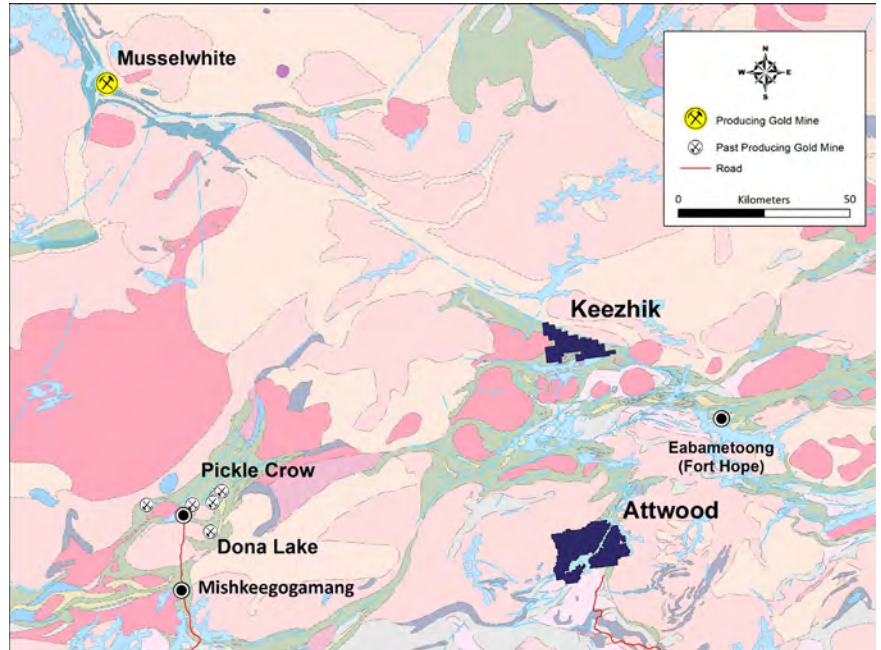 Musselwhite
N
W E
S
Producing Gold Mine
Past Producing Gold Mine
Road
0 Kilometers 50
Keezhik
Eabametoong
(Fort Hope)
Pickle Crow
Attwood
Dona Lake
Mishkeegogamang